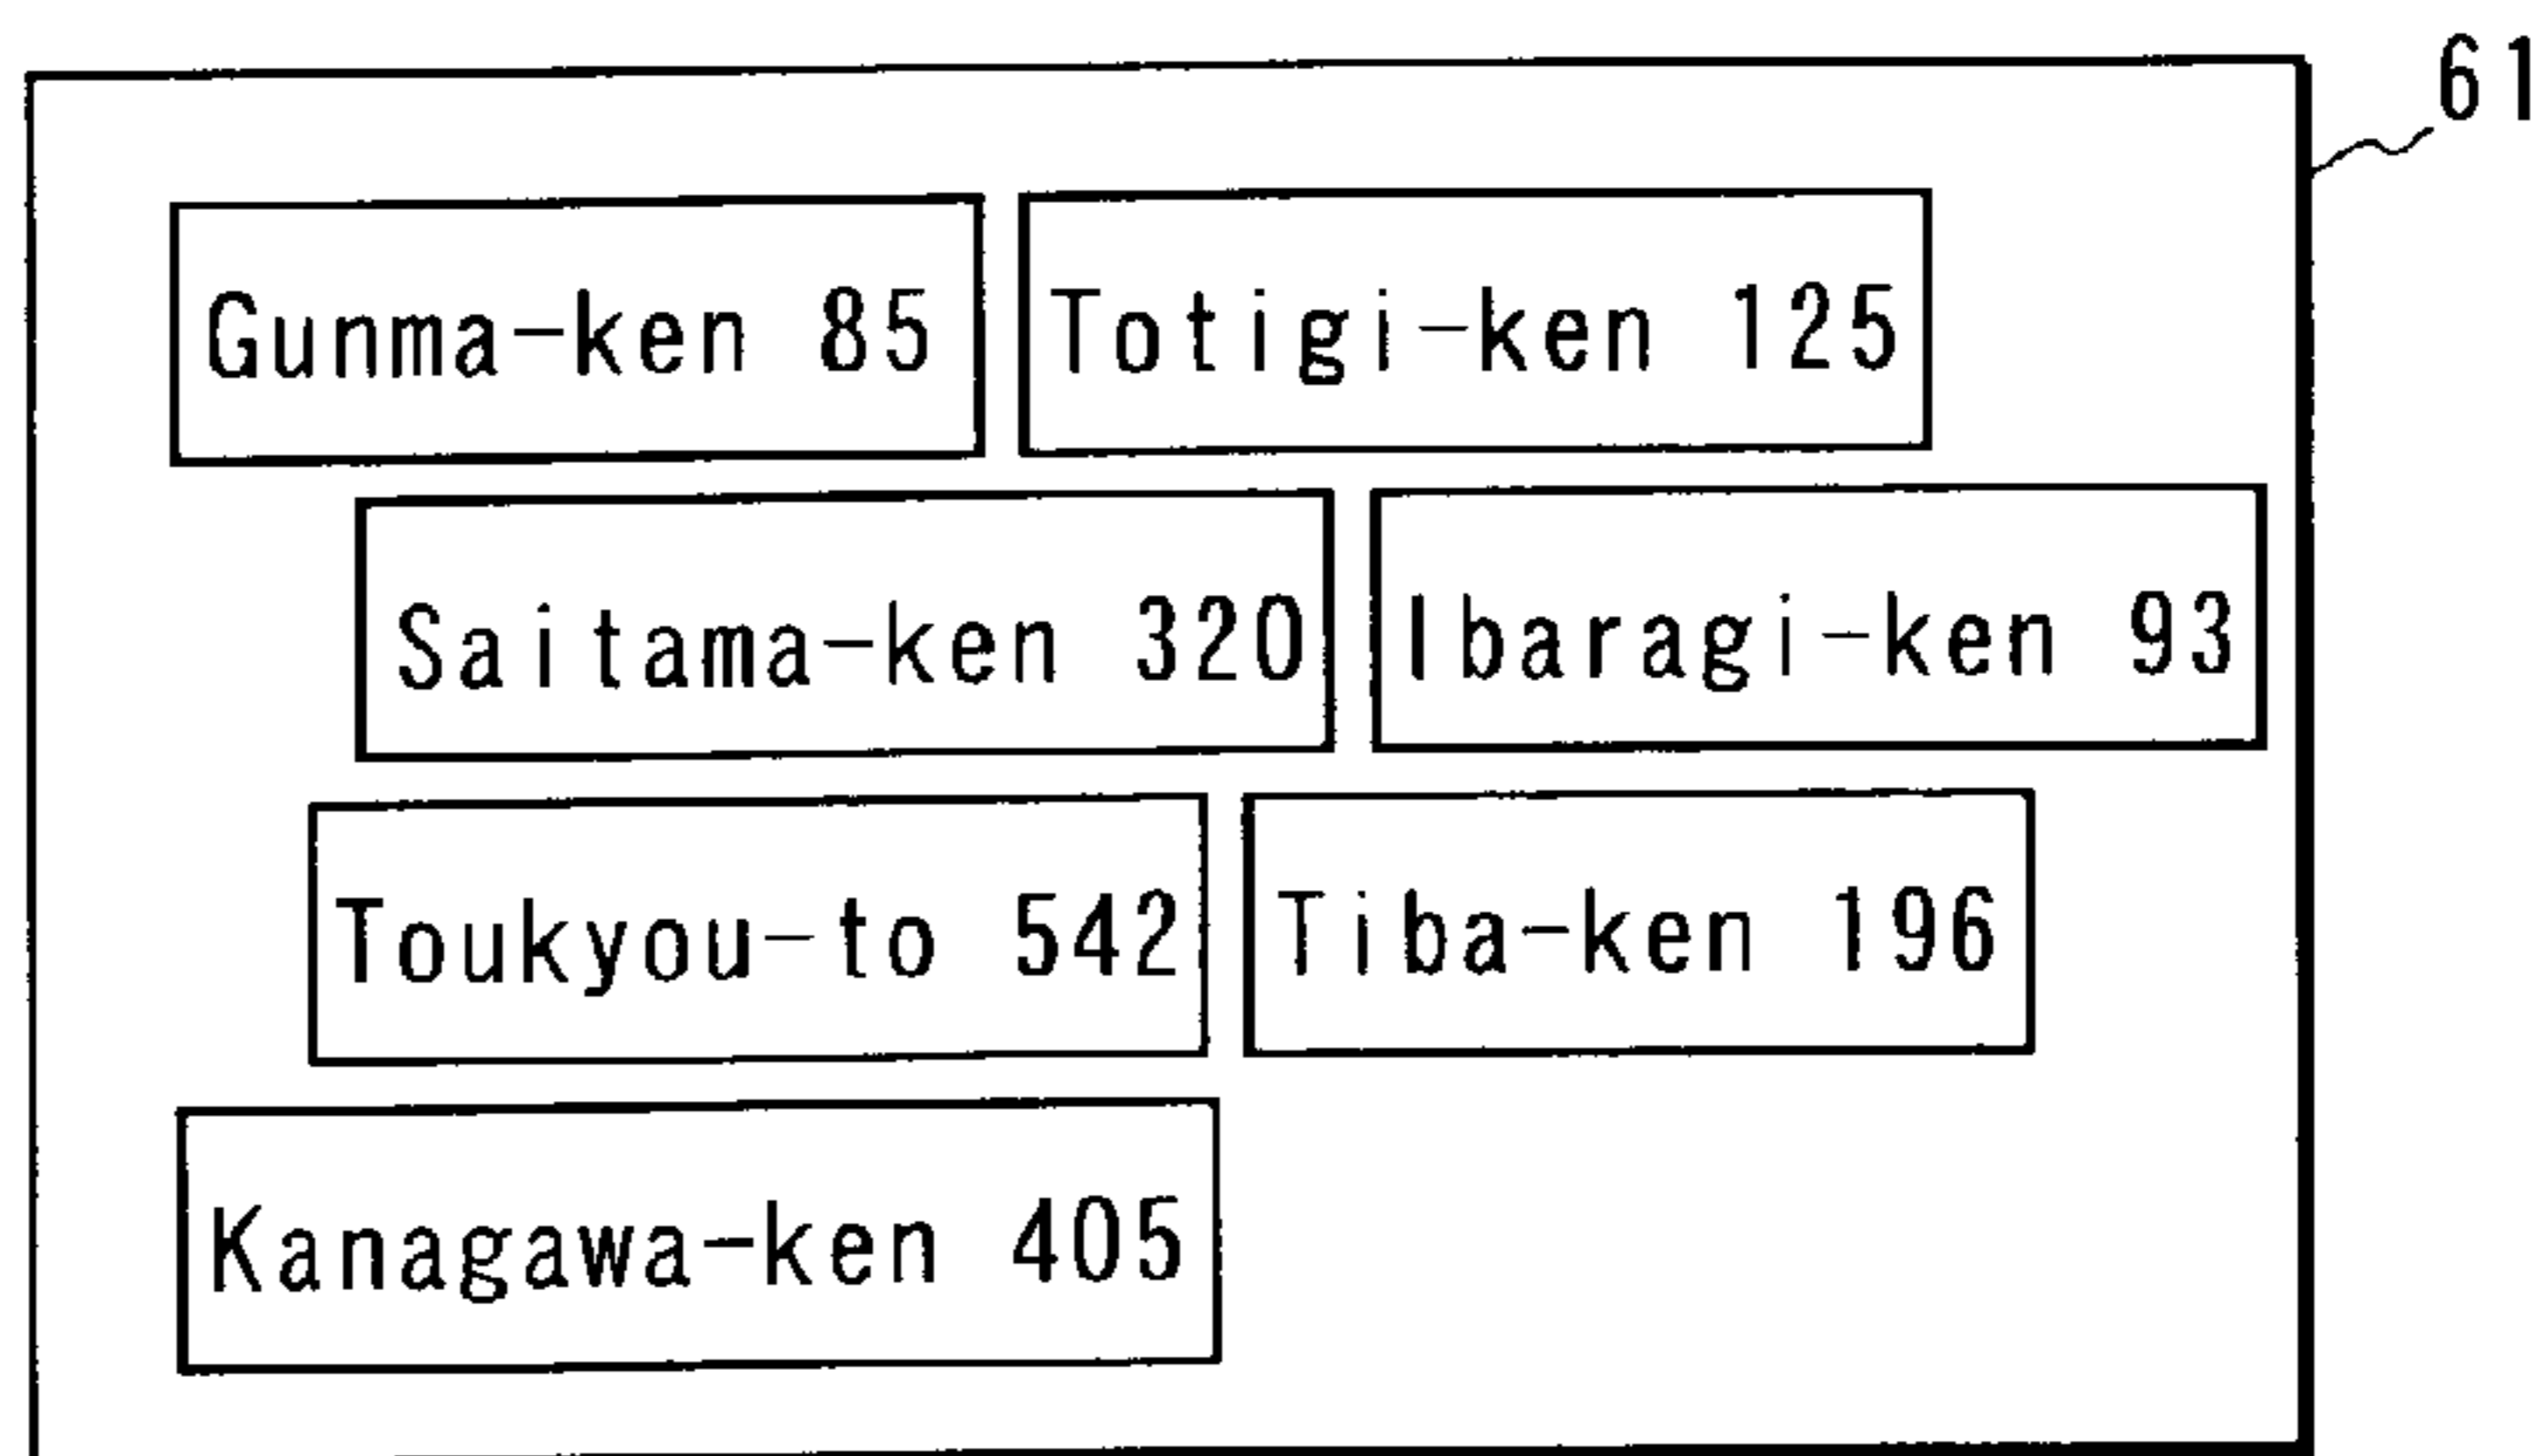 61
Gunma-ken 85 Totigi-ken 125
Saitama-ken 320 Ibaragi-ken 93
Toukyou-to 542 Tiba-ken 196
Kanagawa-ken 405